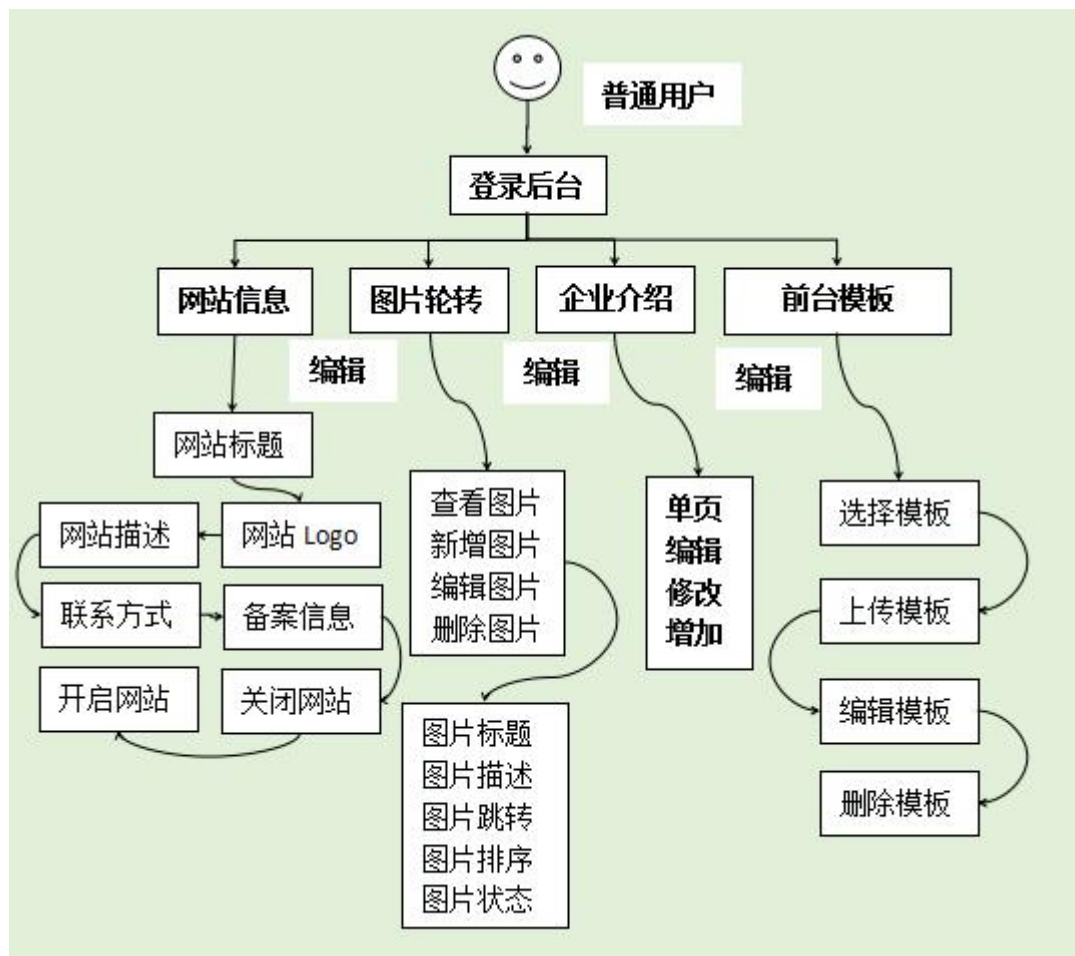 普通用户
登录后台
网站信息
图片轮转
企业介绍
前台模板
编辑
编辑
编辑
网站标题
网站描述
网站 Logo
联系方式
备案信息
开启网站
关闭网站
查看图片
新增图片
编辑图片
删除图片
图片标题
图片描述
图片跳转
图片排序
图片状态
单页
编辑
修改
增加
选择模板
上传模板
编辑模板
删除模板